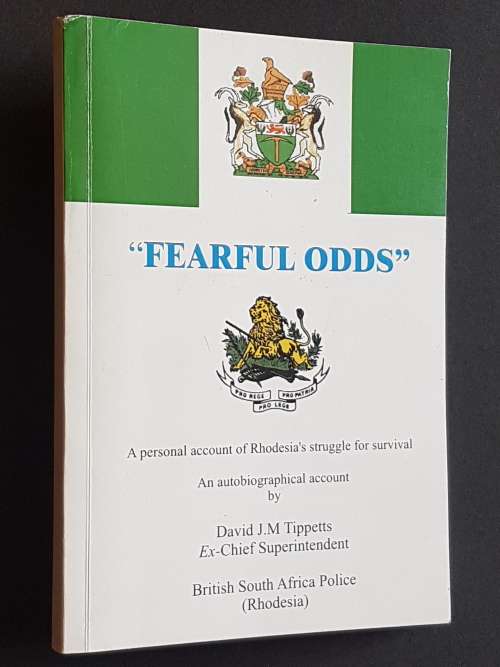 “FEARFUL ODDS”
PRO REGE
PRO PATRIA
PRO LEGE
A personal account of Rhodesia's struggle for survival
An autobiographical account
by
David J.M Tippetts
Ex-Chief Superintendent
British South Africa Police
(Rhodesia)